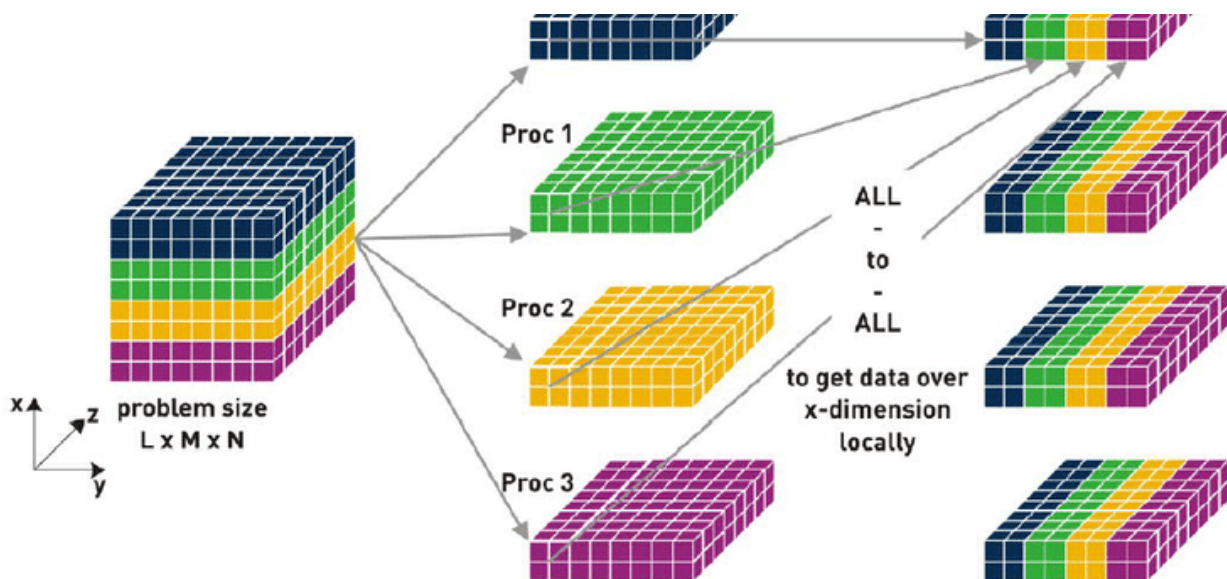 Proc 1
ALL
-
to
-
ALL
Proc 2
to get data over
x-dimension
locally
x
z
y
problem size
L x M x N
Proc 3